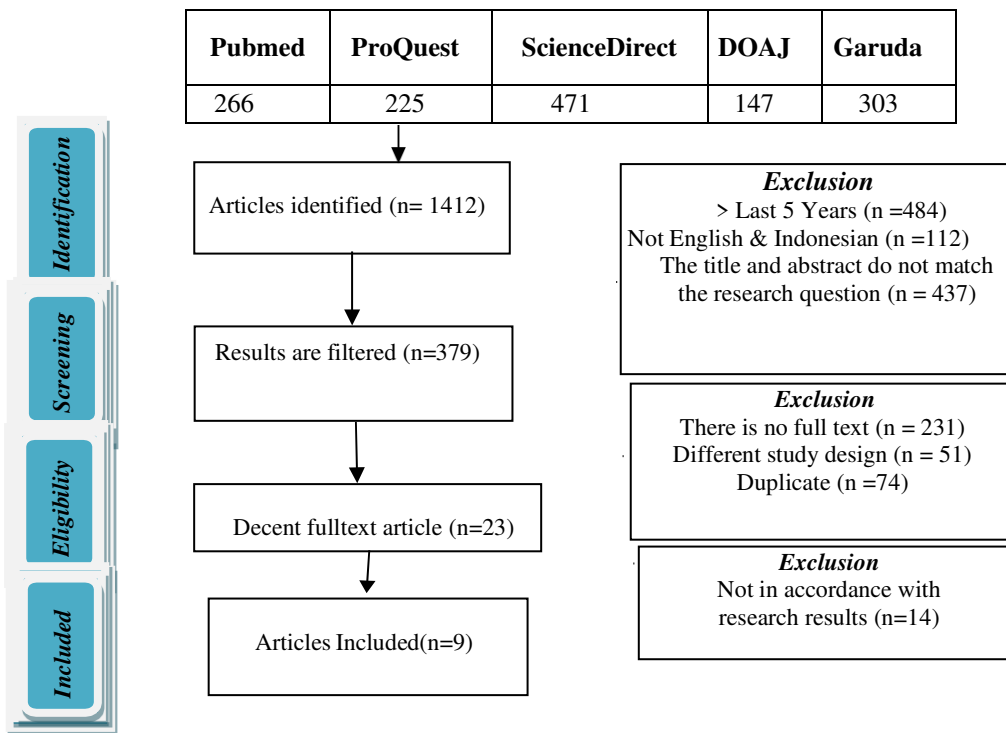 Pubmed ProQuest ScienceDirect DOAJ Garuda
266 225 471 147 303
Identification
Articles identified (n= 1412)
Exclusion
> Last 5 Years (n =484)
Not English & Indonesian (n =112)
The title and abstract do not match
the research question (n = 437)
Screening
Results are filtered (n=379)
Exclusion
There is no full text (n = 231)
Different study design (n = 51)
Duplicate (n =74)
Eligibility
Decent fulltext article (n=23)
Exclusion
Not in accordance with
research results (n=14)
Included
Articles Included(n=9)